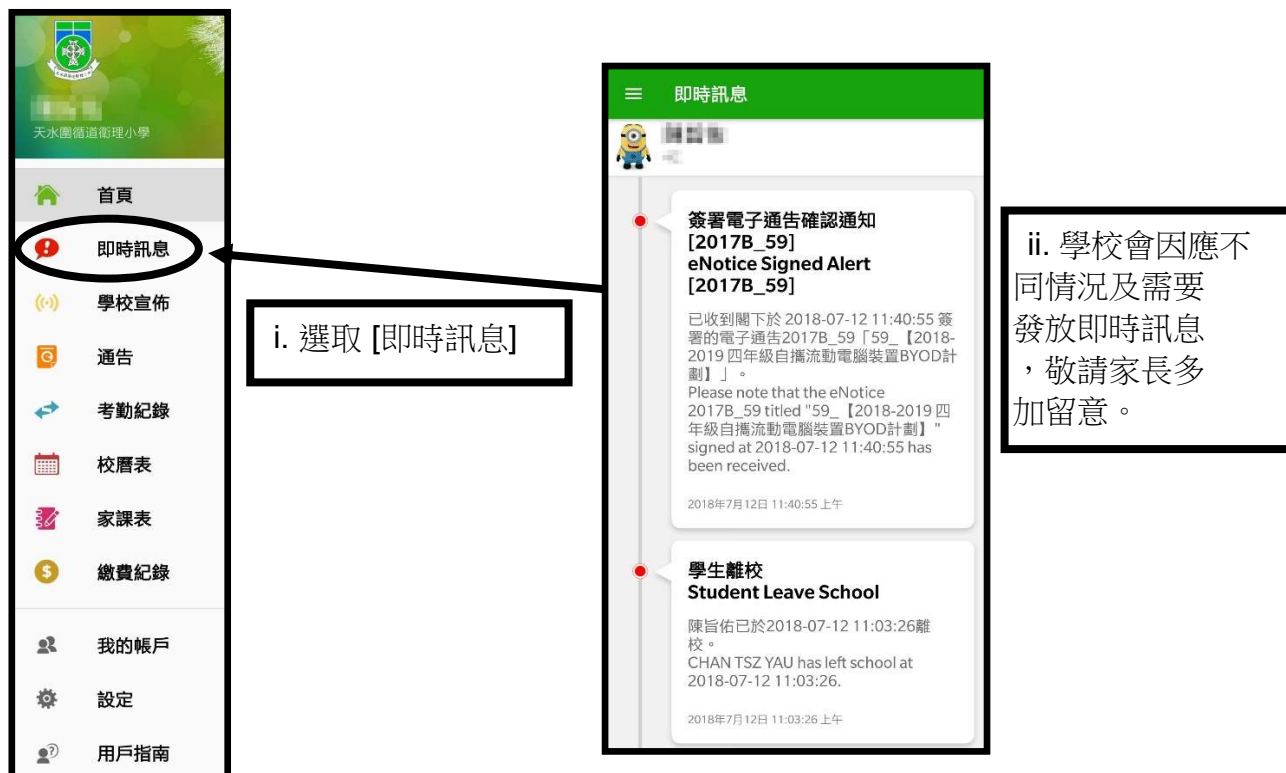 天水圍循道衛理小學
首頁
即時訊息
學校宣佈
通告
考勤紀錄
校曆表
家課表
繳費紀錄
我的帳戶
設定
用戶指南
i. 選取 [即時訊息]
即時訊息
簽署電子通告確認通知
[2017B_59]
eNotice Signed Alert
[2017B_59]
已收到閣下於 2018-07-12 11:40:55 簽
署的電子通告2017B_59「59_【2018-
2019 四年級自攜流動電腦裝置BYOD計
劃】」。
Please note that the eNotice
2017B_59 titled "59_【2018-2019 四
年級自攜流動電腦裝置BYOD計劃】"
signed at 2018-07-12 11:40:55 has
been received.
2018年7月12日 11:40:55 上午
學生離校
Student Leave School
陳旨佑已於2018-07-12 11:03:26離
校。
CHAN TSZ YAU has left school at
2018-07-12 11:03:26.
2018年7月12日 11:03:26 上午
ii. 學校會因應不
同情況及需要
發放即時訊息
，敬請家長多
加留意。